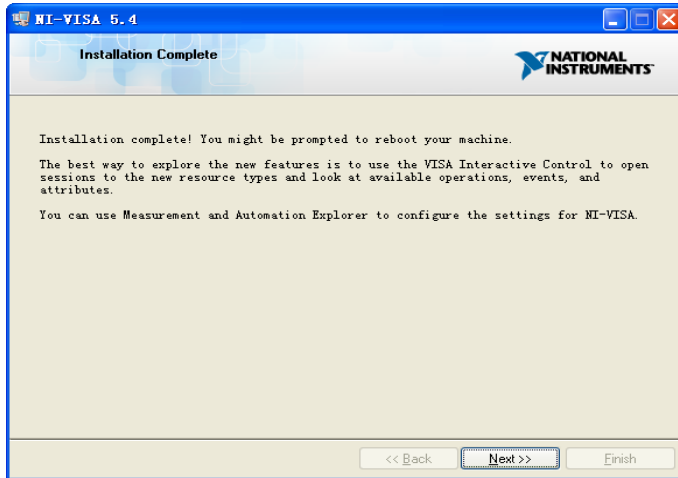 NI-VISA 5.4
Installation Complete
NATIONAL
INSTRUMENTS™
Installation complete! You might be prompted to reboot your machine.
The best way to explore the new features is to use the VISA Interactive Control to open
sessions to the new resource types and look at available operations, events, and
attributes.
You can use Measurement and Automation Explorer to configure the settings for NI-VISA.
<< Back
Next >>
Finish